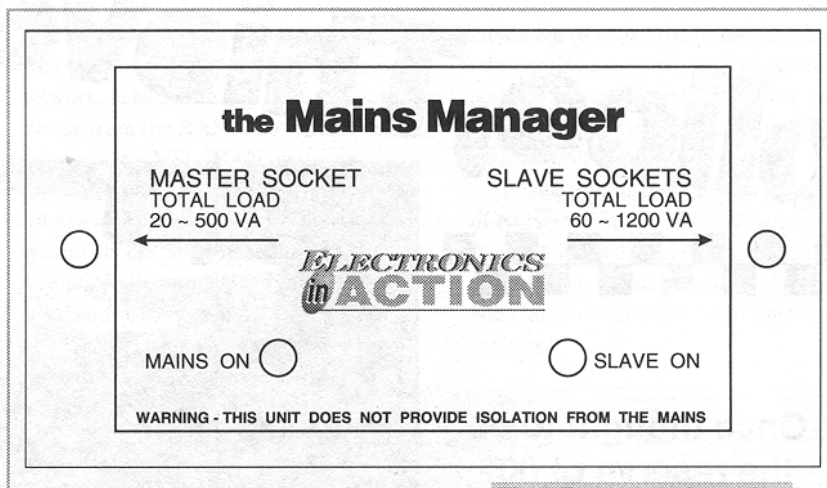 the Mains Manager
MASTER SOCKET
TOTAL LOAD
20 ~ 500 VA
SLAVE SOCKETS
TOTAL LOAD
60 ~ 1200 VA
ELECTRONICS
in ACTION
MAINS ON
SLAVE ON
WARNING - THIS UNIT DOES NOT PROVIDE ISOLATION FROM THE MAINS